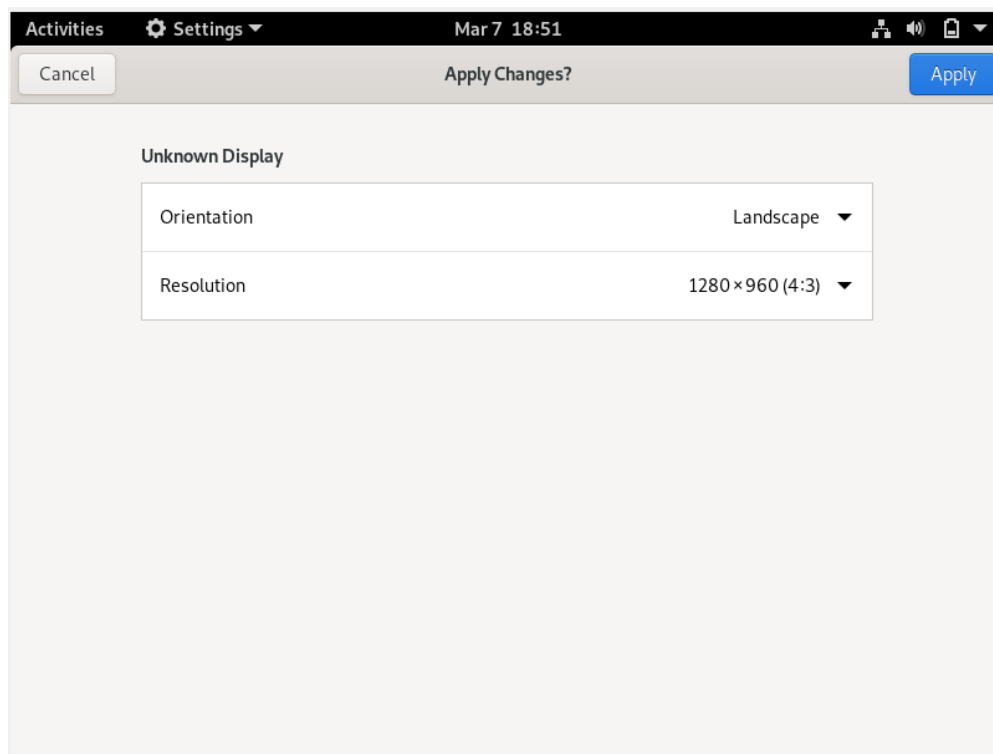 Activities Settings Mar 7 18:51
Cancel Apply Changes? Apply
Unknown Display
Orientation Landscape
Resolution 1280×960 (4:3)